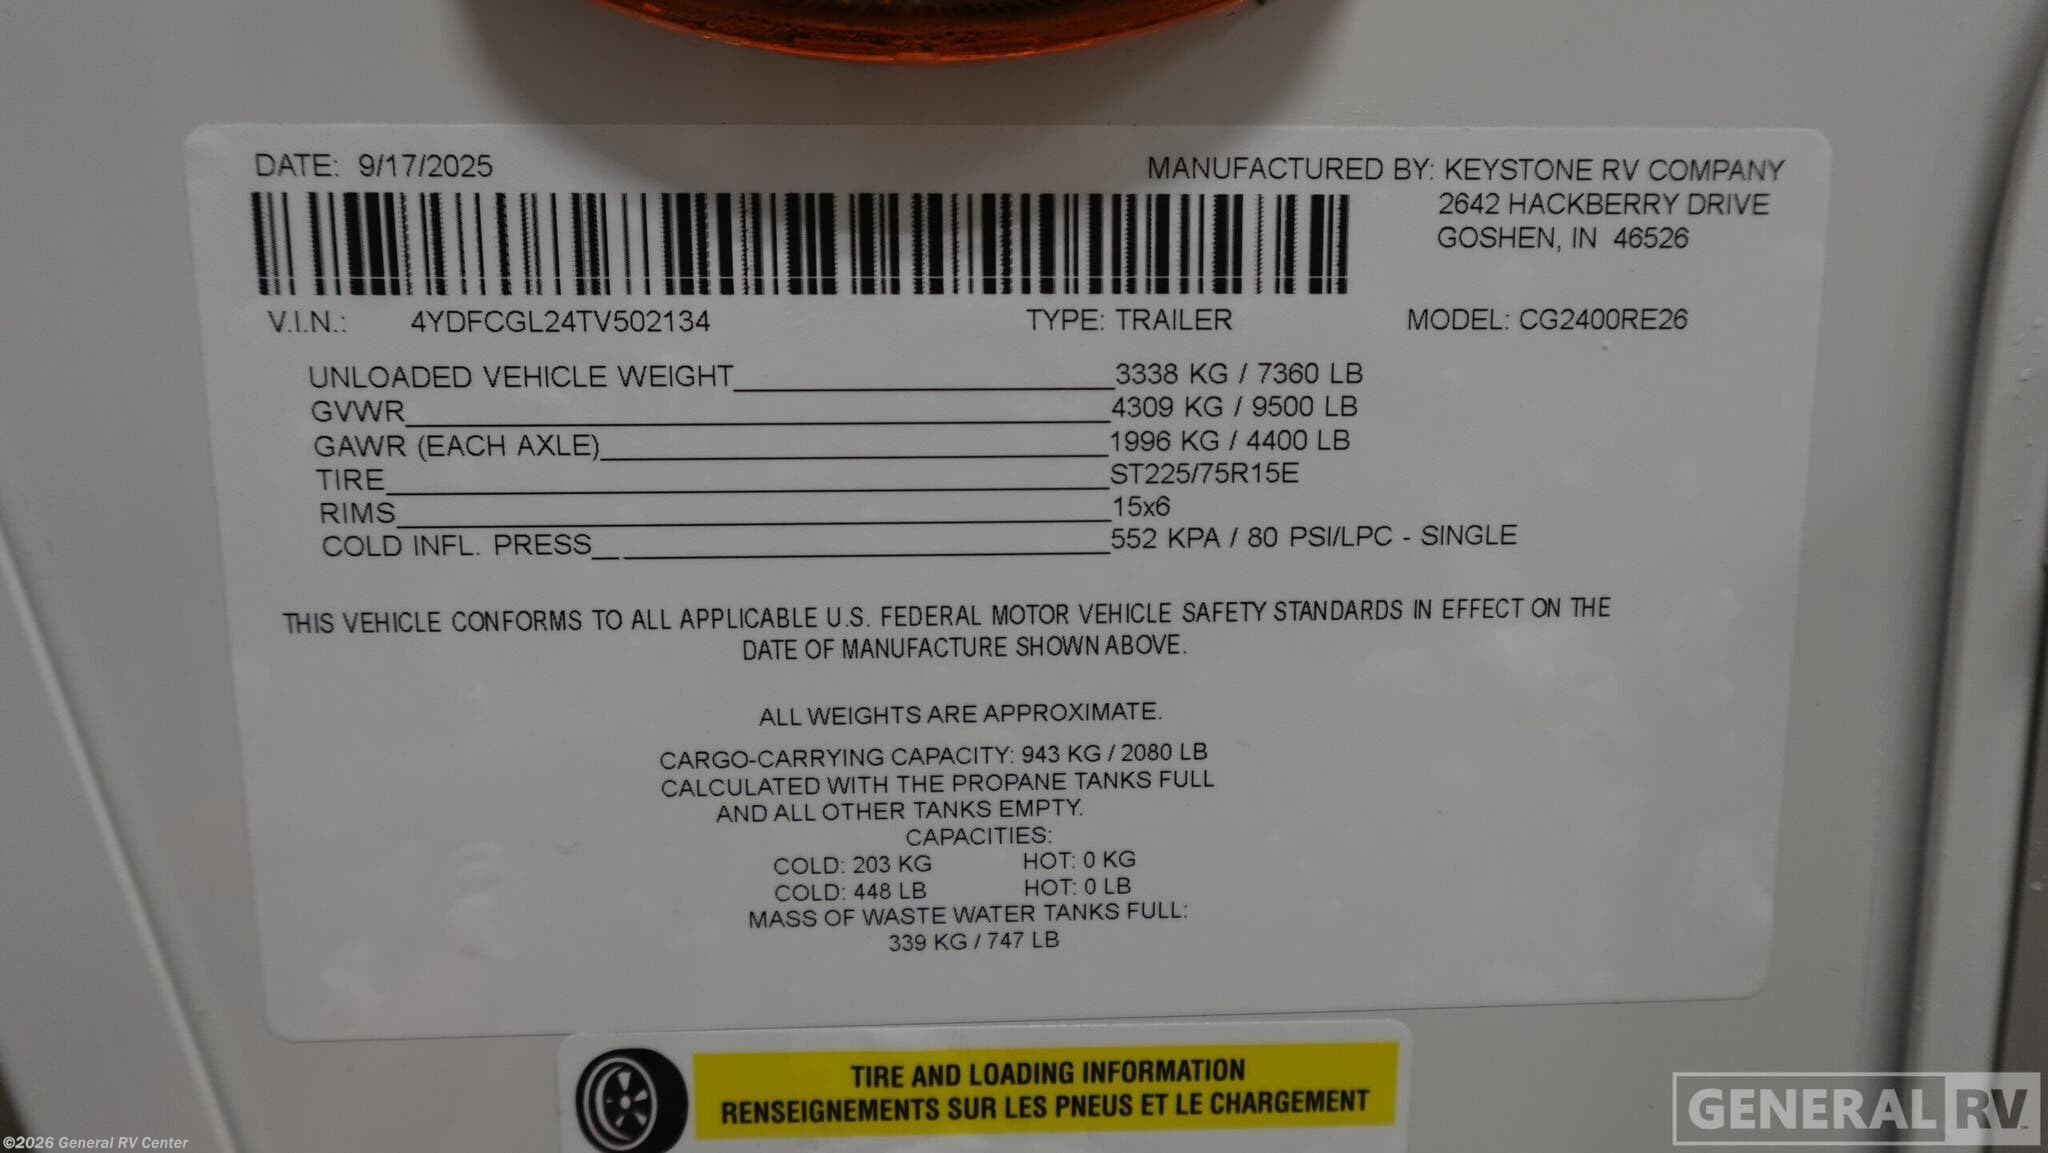 DATE: 9/17/2025
MANUFACTURED BY: KEYSTONE RV COMPANY
2642 HACKBERRY DRIVE
GOSHEN, IN 46526
V.I.N.: 4YDFCGL24TV502134 TYPE: TRAILER MODEL: CG2400RE26
UNLOADED VEHICLE WEIGHT 3338 KG / 7360 LB
GVWR 4309 KG / 9500 LB
GAWR (EACH AXLE) 1996 KG / 4400 LB
TIRE ST225/75R15E
RIMS 15x6
COLD INFL. PRESS 552 KPA / 80 PSI/LPC - SINGLE
THIS VEHICLE CONFORMS TO ALL APPLICABLE U.S. FEDERAL MOTOR VEHICLE SAFETY STANDARDS IN EFFECT ON THE
DATE OF MANUFACTURE SHOWN ABOVE.
ALL WEIGHTS ARE APPROXIMATE.
CARGO-CARRYING CAPACITY: 943 KG / 2080 LB
CALCULATED WITH THE PROPANE TANKS FULL
AND ALL OTHER TANKS EMPTY.
CAPACITIES:
COLD: 203 KG HOT: 0 KG
COLD: 448 LB HOT: 0 LB
MASS OF WASTE WATER TANKS FULL:
339 KG / 747 LB
TIRE AND LOADING INFORMATION
RENSEIGNEMENTS SUR LES PNEUS ET LE CHARGEMENT
GENERAL RV
©2026 General RV Center